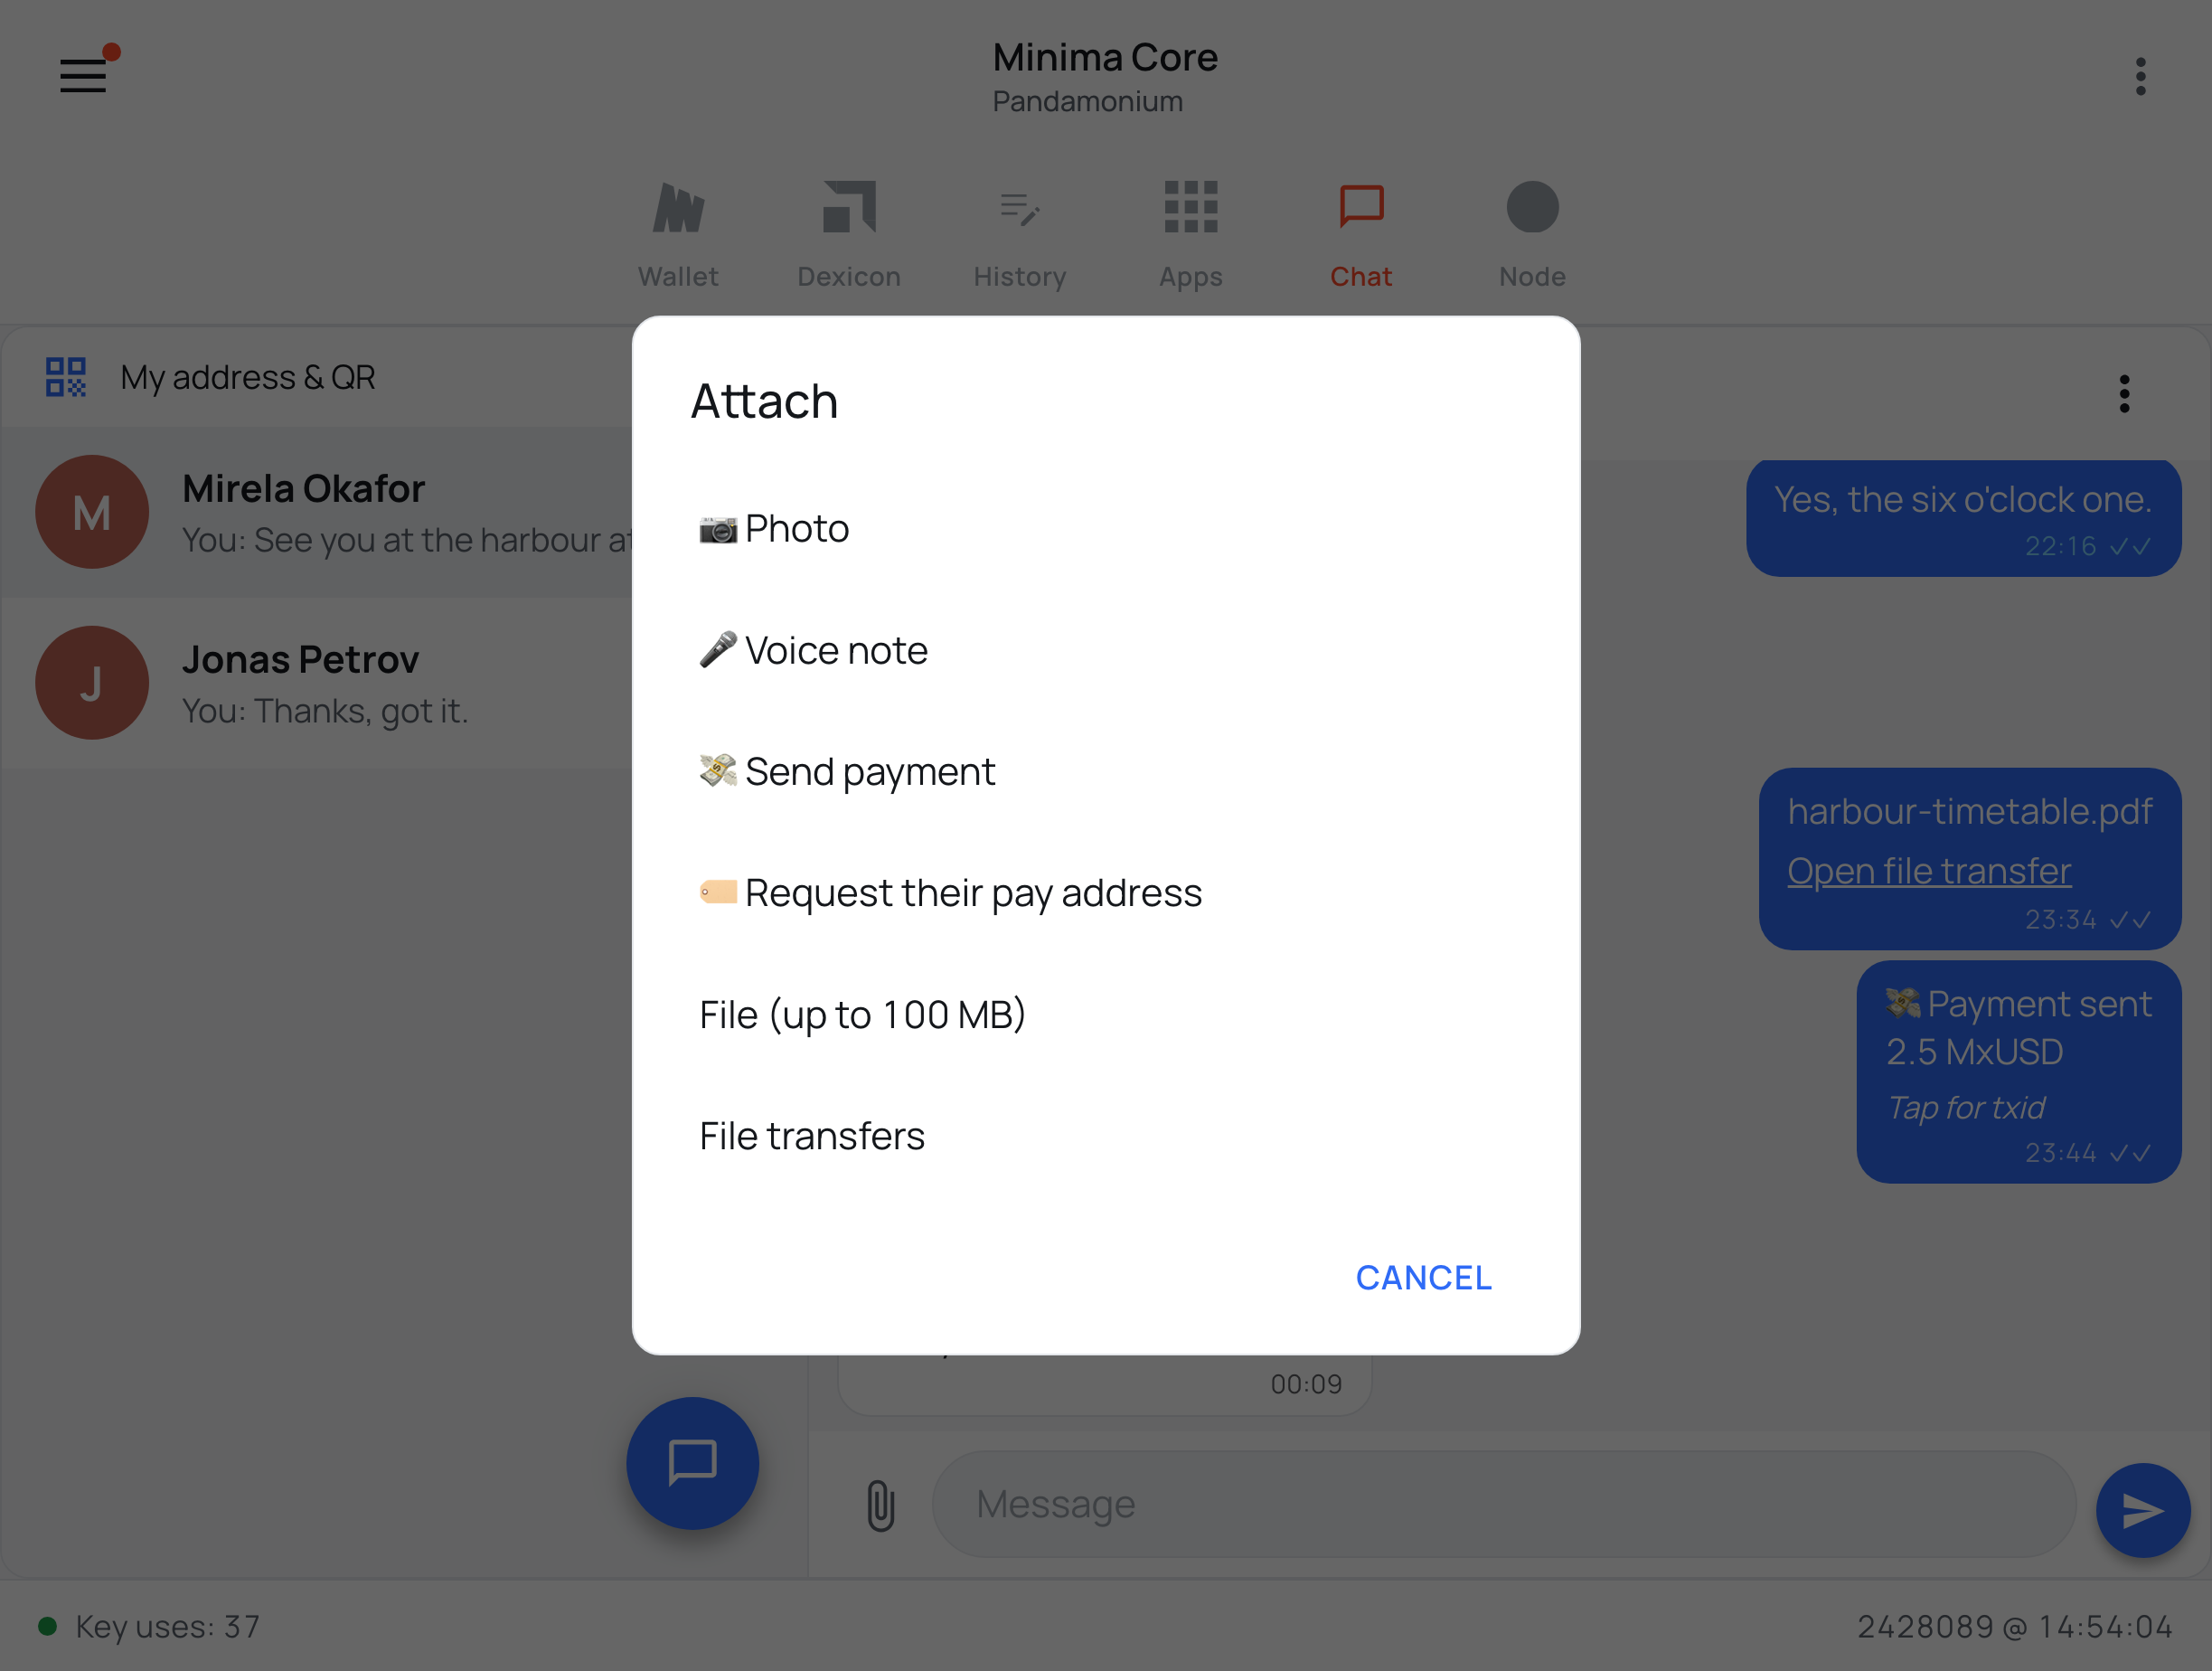 Minima Core
Pandamonium
Wallet
Dexicon
History
Apps
Chat
Node
My address & QR
M
Mirela Okafor
You: See you at the harbour at
J
Jonas Petrov
You: Thanks, got it.
Attach
📷 Photo
🎤 Voice note
💸 Send payment
🏷️ Request their pay address
File (up to 100 MB)
File transfers
CANCEL
Yes, the six o'clock one.
22:16 ✓✓
harbour-timetable.pdf
Open file transfer
23:34 ✓✓
💸 Payment sent
2.5 MxUSD
Tap for txid
23:44 ✓✓
00:09
Message
Key uses: 37
2428089 @ 14:54:04